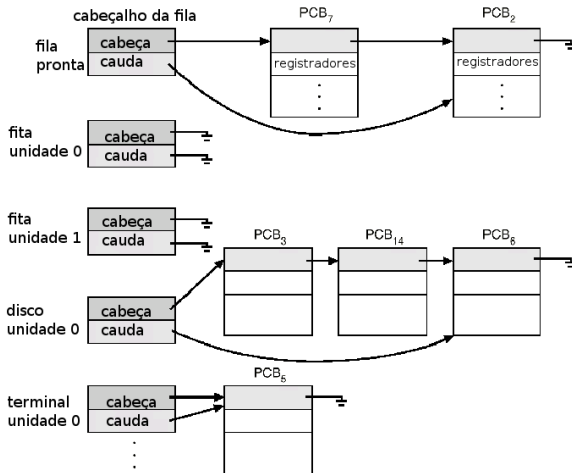 cabeçalho da fila
PCB7
PCB2
fila
pronta
cabeça
cauda
registradores
registradores
fita
unidade 0
cabeça
cauda
fita
unidade 1
cabeça
cauda
PCB3
PCB14
PCB6
disco
unidade 0
cabeça
cauda
PCB5
terminal
unidade 0
cabeça
cauda